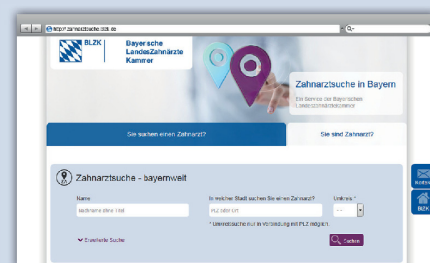 http://zahnarztsuche.blzk.de
BLZK
Bayerische
LandesZahnärzte
Kammer
Zahnarztsuche in Bayern
Ein Service der Bayerischen
Landeszahnärztekammer
Sie suchen einen Zahnarzt?
Sie sind Zahnarzt?
Zahnarztsuche - bayernweit
Name
In welcher Stadt suchen Sie einen Zahnarzt?
Umkreis *
Nachname ohne Titel
PLZ oder Ort
* Umkreissuche nur in Verbindung mit PLZ möglich.
Erweiterte Suche
Suchen
BLZK